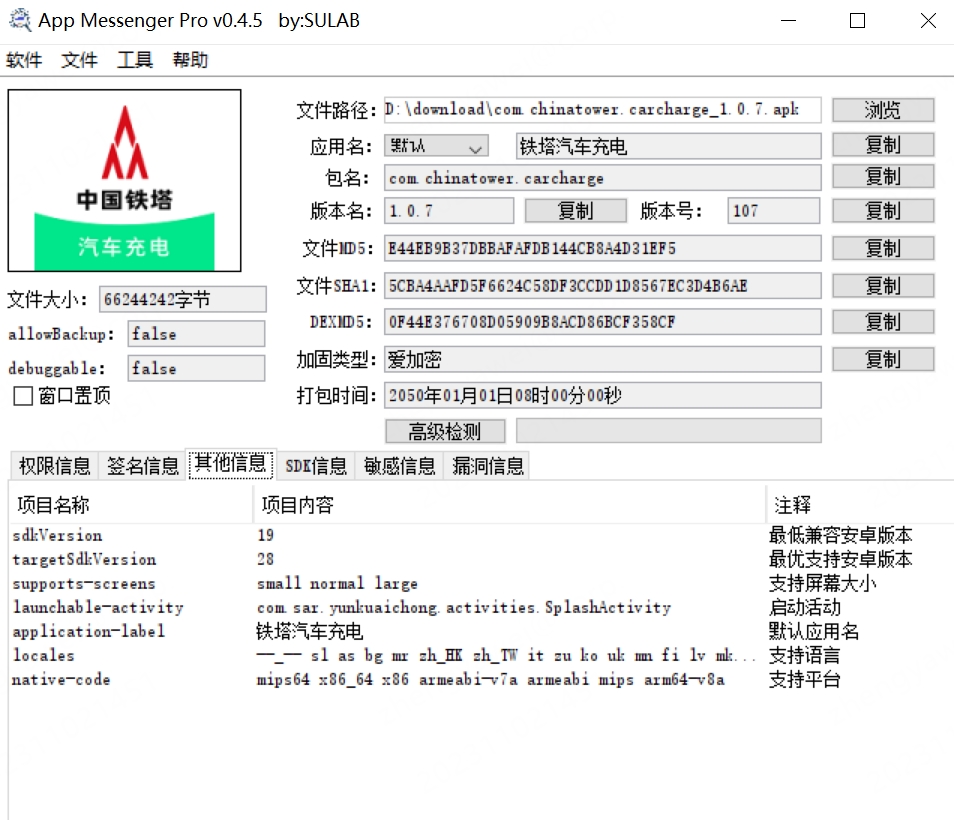 App Messenger Pro v0.4.5 by:SULAB
软件 文件 工具 帮助
中国铁塔
汽车充电
文件路径: D:\download\com.chinatower.carcharge_1.0.7.apk 浏览
应用名: 默认 铁塔汽车充电 复制
包名: com.chinatower.carcharge 复制
版本名: 1.0.7 复制 版本号: 107 复制
文件MD5: E44EB9B37DBBAFAFDB144CB8A4D31EF5 复制
文件大小: 66244242字节
文件SHA1: 5CBA4AAFD5F6624C58DF3CCDD1D8567EC3D4B6AE 复制
allowBackup: false
DEXMD5: 0F44E376708D05909B8ACD86BCF358CF 复制
debuggable: false
加固类型: 爱加密 复制
窗口置顶
打包时间: 2050年01月01日08时00分00秒
高级检测
权限信息 签名信息 其他信息 SDK信息 敏感信息 漏洞信息
项目名称 项目内容 注释
sdkVersion 19 最低兼容安卓版本
targetSdkVersion 28 最优支持安卓版本
supports-screens small normal large 支持屏幕大小
launchable-activity com.sar.yunkuaichong.activities.SplashActivity 启动活动
application-label 铁塔汽车充电 默认应用名
locales --_-- sl as bg mr zh_HK zh_TW it zu ko uk mn fi lv mk... 支持语言
native-code mips64 x86_64 x86 armeabi-v7a armeabi mips arm64-v8a 支持平台